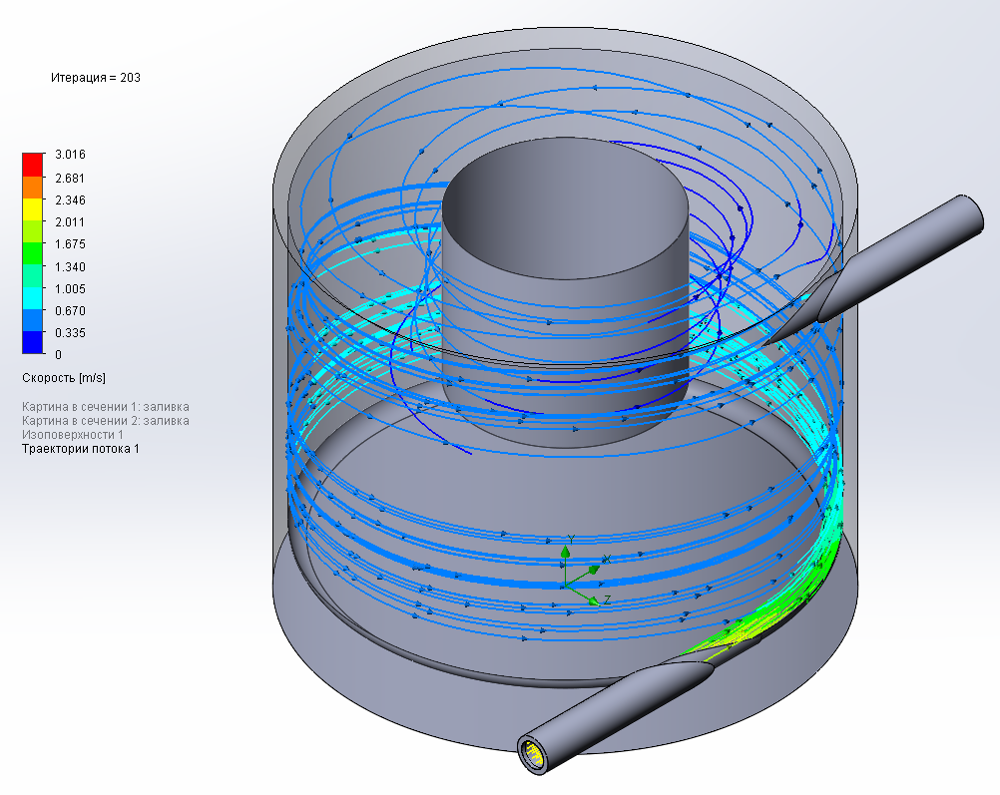 Итерация = 203
3.016
2.681
2.346
2.011
1.675
1.340
1.005
0.670
0.335
0
Скорость [m/s]
Картина в сечении 1: заливка
Картина в сечении 2: заливка
Изоповерхности 1
Траектории потока 1
Y
X
Z